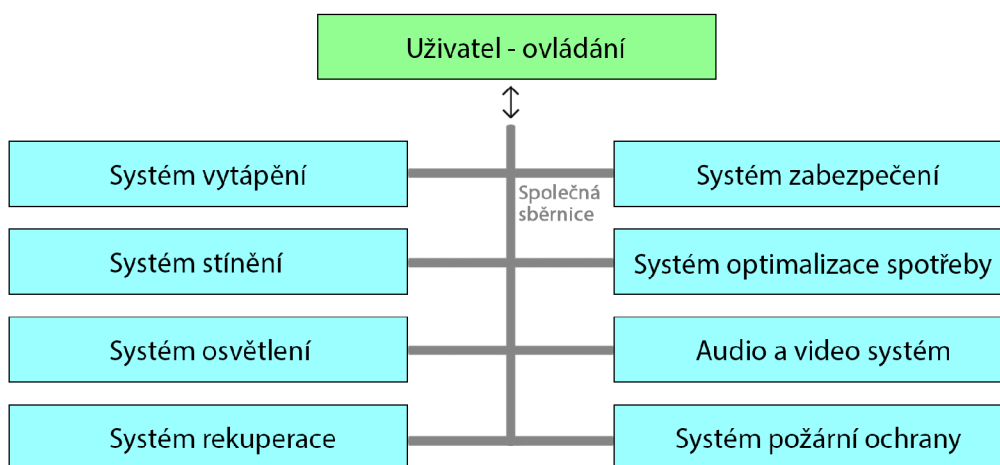 Uživatel - ovládání
Systém vytápění
Systém zabezpečení
Společná
sběrnice
Systém stínění
Systém optimalizace spotřeby
Systém osvětlení
Audio a video systém
Systém rekuperace
Systém požární ochrany